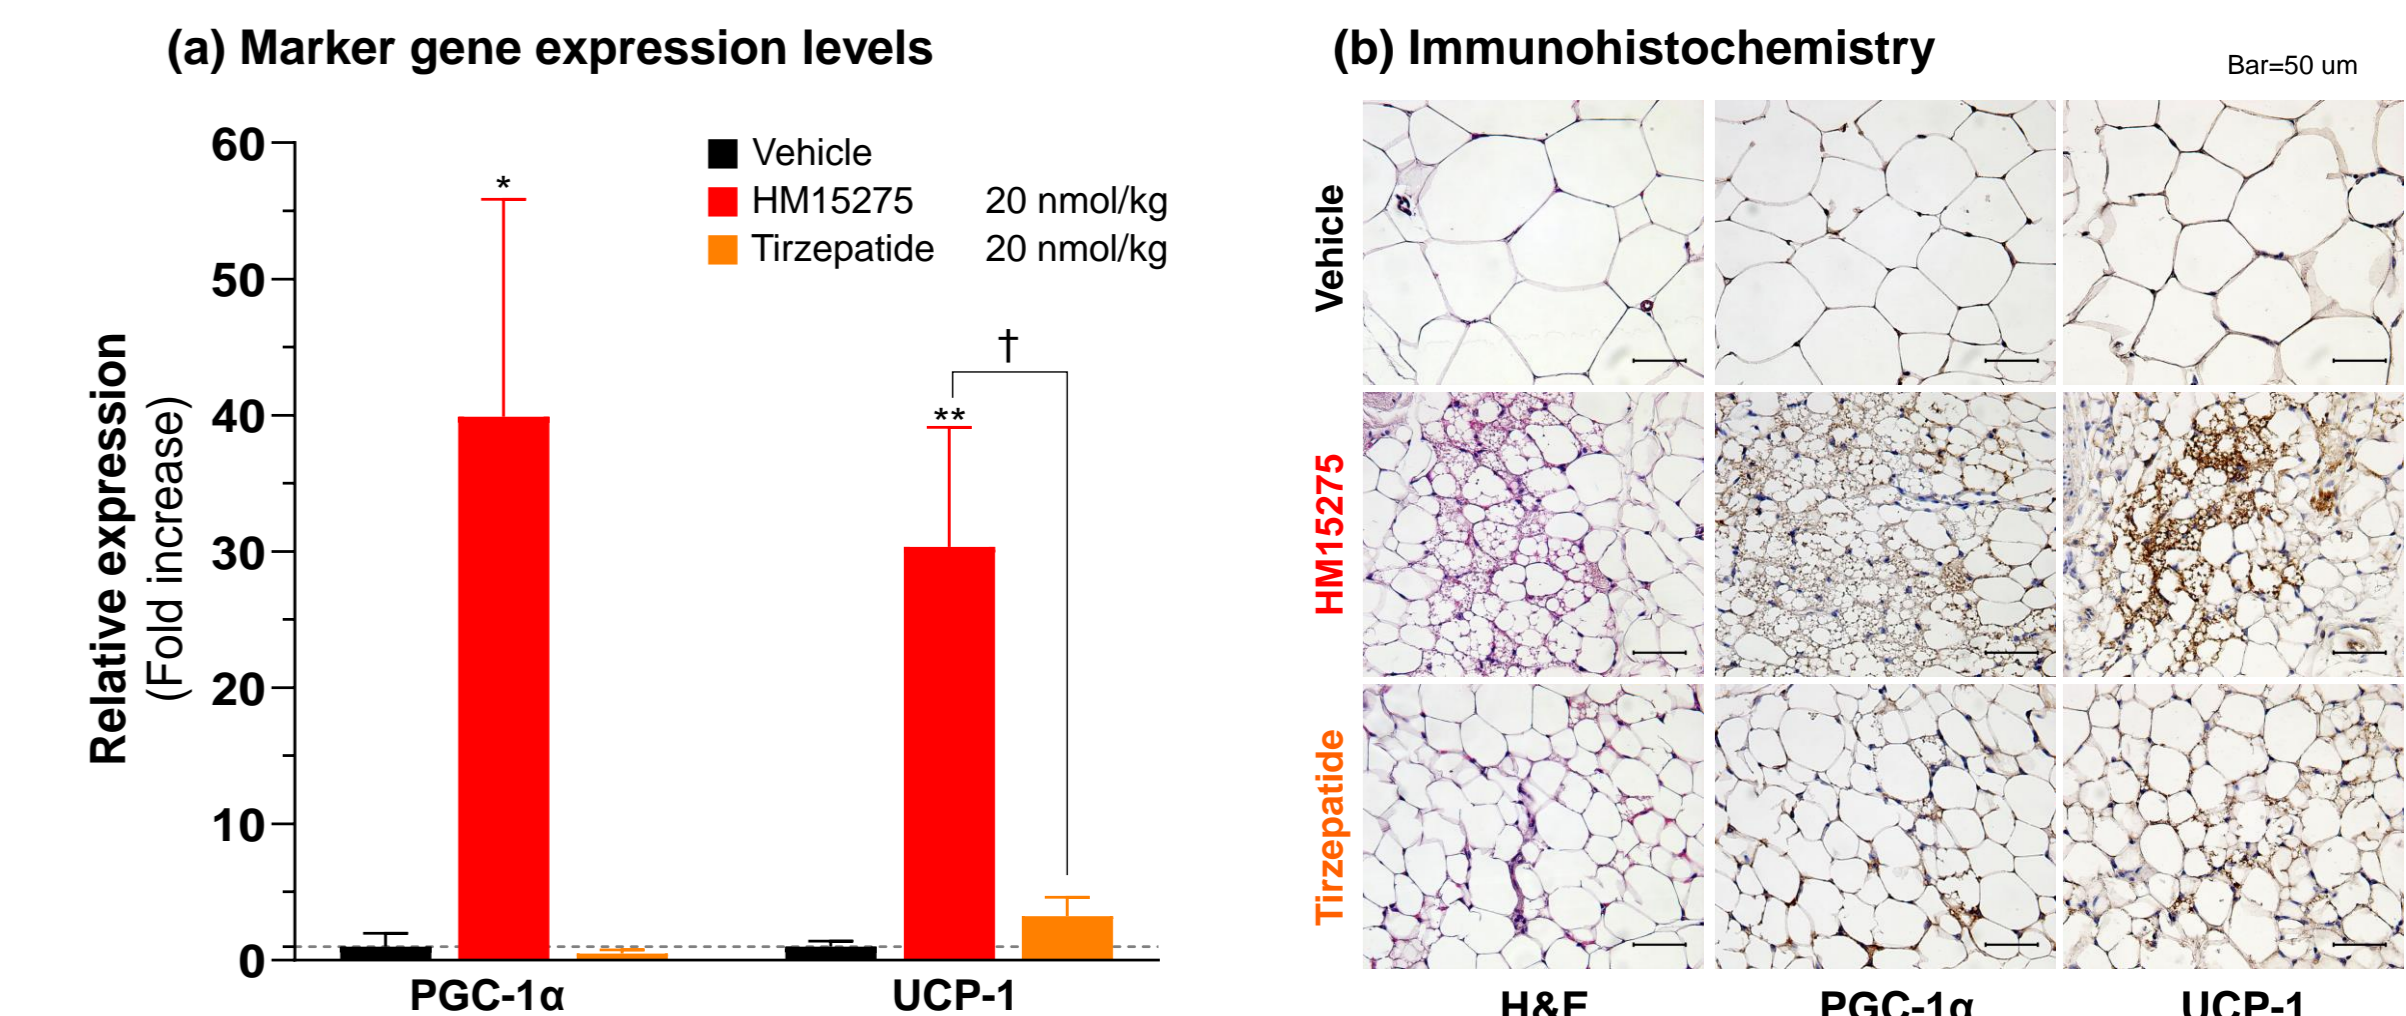 (a) Marker gene expression levels
Relative expression
(Fold increase)
60
50
40
30
20
10
0
Vehicle
HM15275 20 nmol/kg
Tirzepatide 20 nmol/kg
*
**
†
PGC-1α UCP-1
(b) Immunohistochemistry
Bar=50 um
Vehicle
HM15275
Tirzepatide
H&E PGC-1α UCP-1